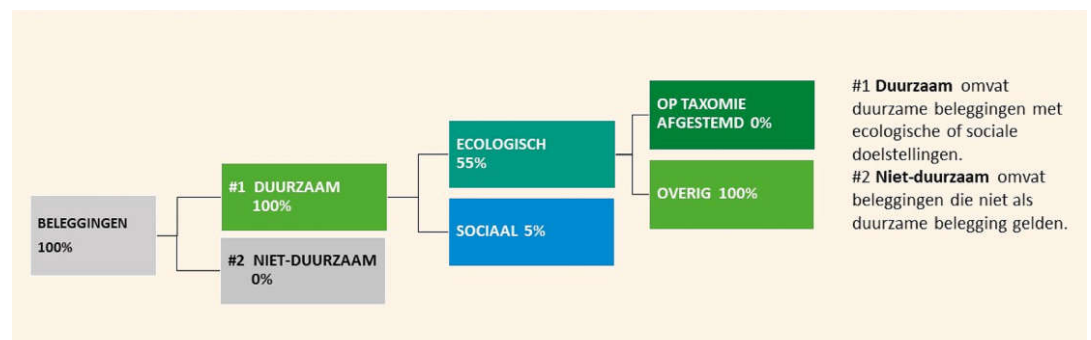 BELEGGINGEN
100%
#1 DUURZAAM
100%
#2 NIET-DUURZAAM
0%
ECOLOGISCH
55%
SOCIAAL 5%
OP TAXOMIE
AFGESTEMD 0%
OVERIG 100%
#1 Duurzaam omvat
duurzame beleggingen met
ecologische of sociale
doelstellingen.
#2 Niet-duurzaam omvat
beleggingen die niet als
duurzame belegging gelden.